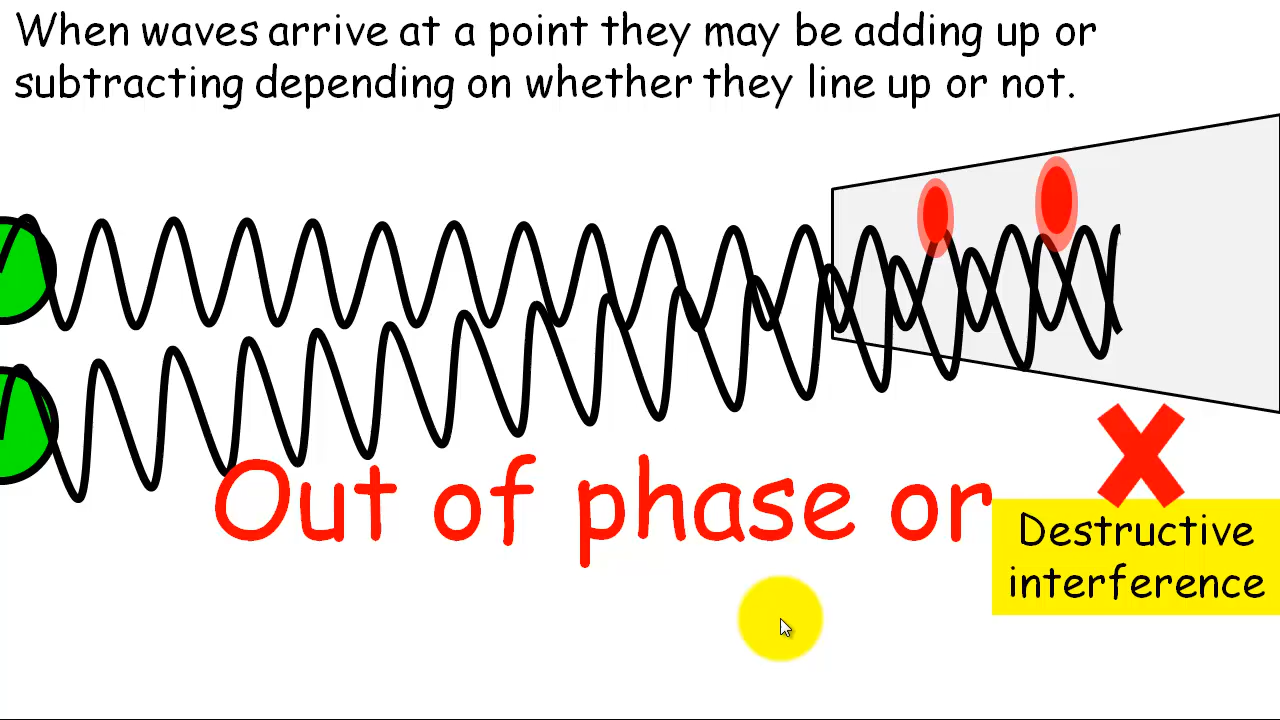 When waves arrive at a point they may be adding up or
subtracting depending on whether they line up or not.
Out of phase or
Destructive
interference